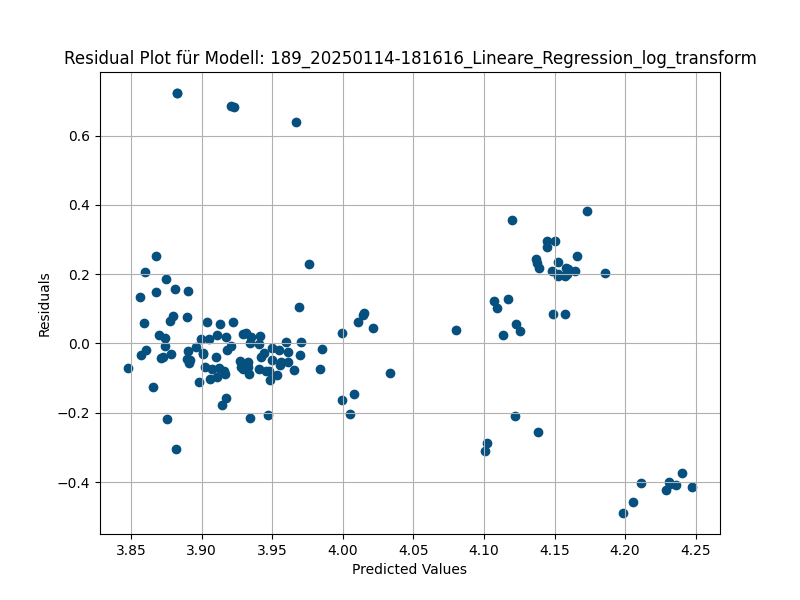 Residual Plot für Modell: 189_20250114-181616_Lineare_Regression_log_transform
Residuals
0.6
0.4
0.2
0.0
−0.2
−0.4
3.85 3.90 3.95 4.00 4.05 4.10 4.15 4.20 4.25
Predicted Values